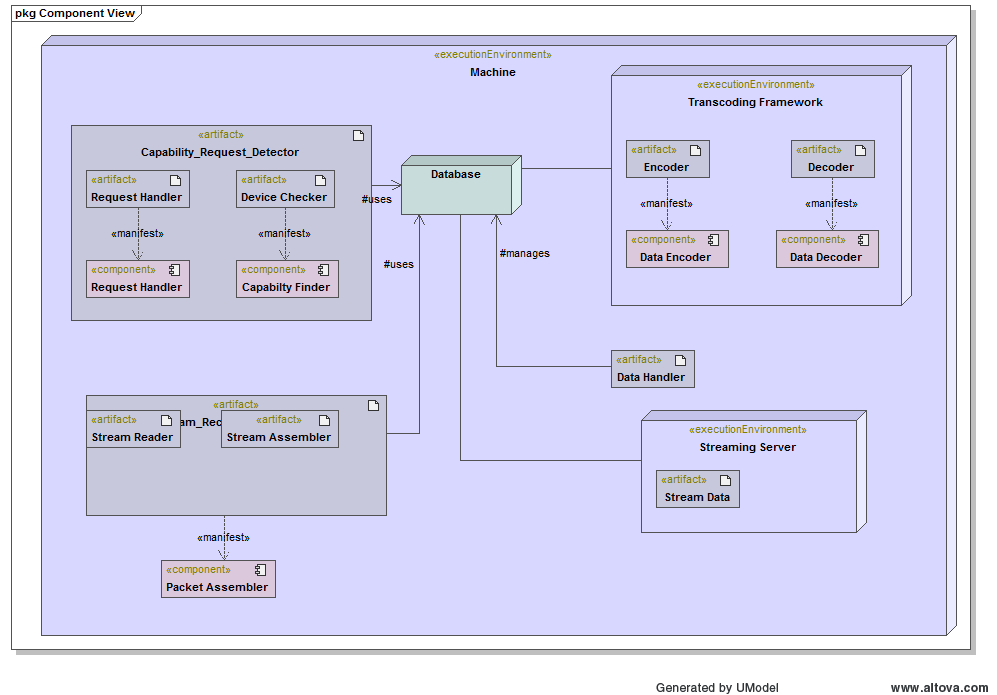 pkg Component View
«executionEnvironment»
Machine
«executionEnvironment»
Transcoding Framework
«artifact»
Encoder
«artifact»
Decoder
«manifest»
«manifest»
«component»
Data Encoder
«component»
Data Decoder
«artifact»
Capability_Request_Detector
«artifact»
Request Handler
«artifact»
Device Checker
«manifest»
«manifest»
«component»
Request Handler
«component»
Capabilty Finder
Database
#uses
#uses
#manages
«artifact»
Data Handler
«artifact»
am_Rec
«artifact»
Stream Reader
«artifact»
Stream Assembler
«manifest»
«component»
Packet Assembler
«executionEnvironment»
Streaming Server
«artifact»
Stream Data
Generated by UModel
www.altova.com